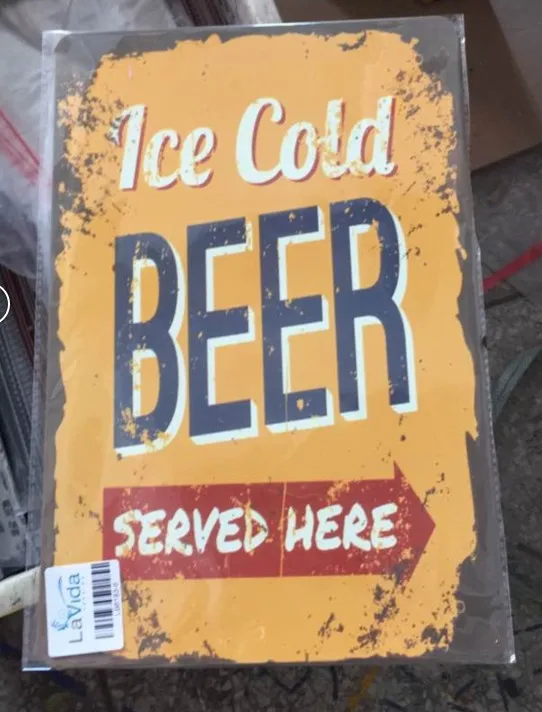 Ice Cold
BEER
SERVED HERE
LaVida